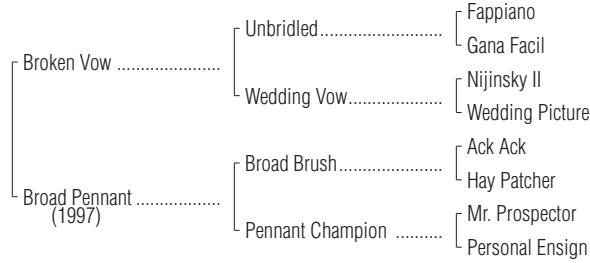 Fappiano
Unbridled
Gana Facil
Broken Vow
Nijinsky II
Wedding Vow
Wedding Picture
Ack Ack
Broad Brush
Hay Patcher
Broad Pennant
(1997)
Mr. Prospector
Pennant Champion
Personal Ensign